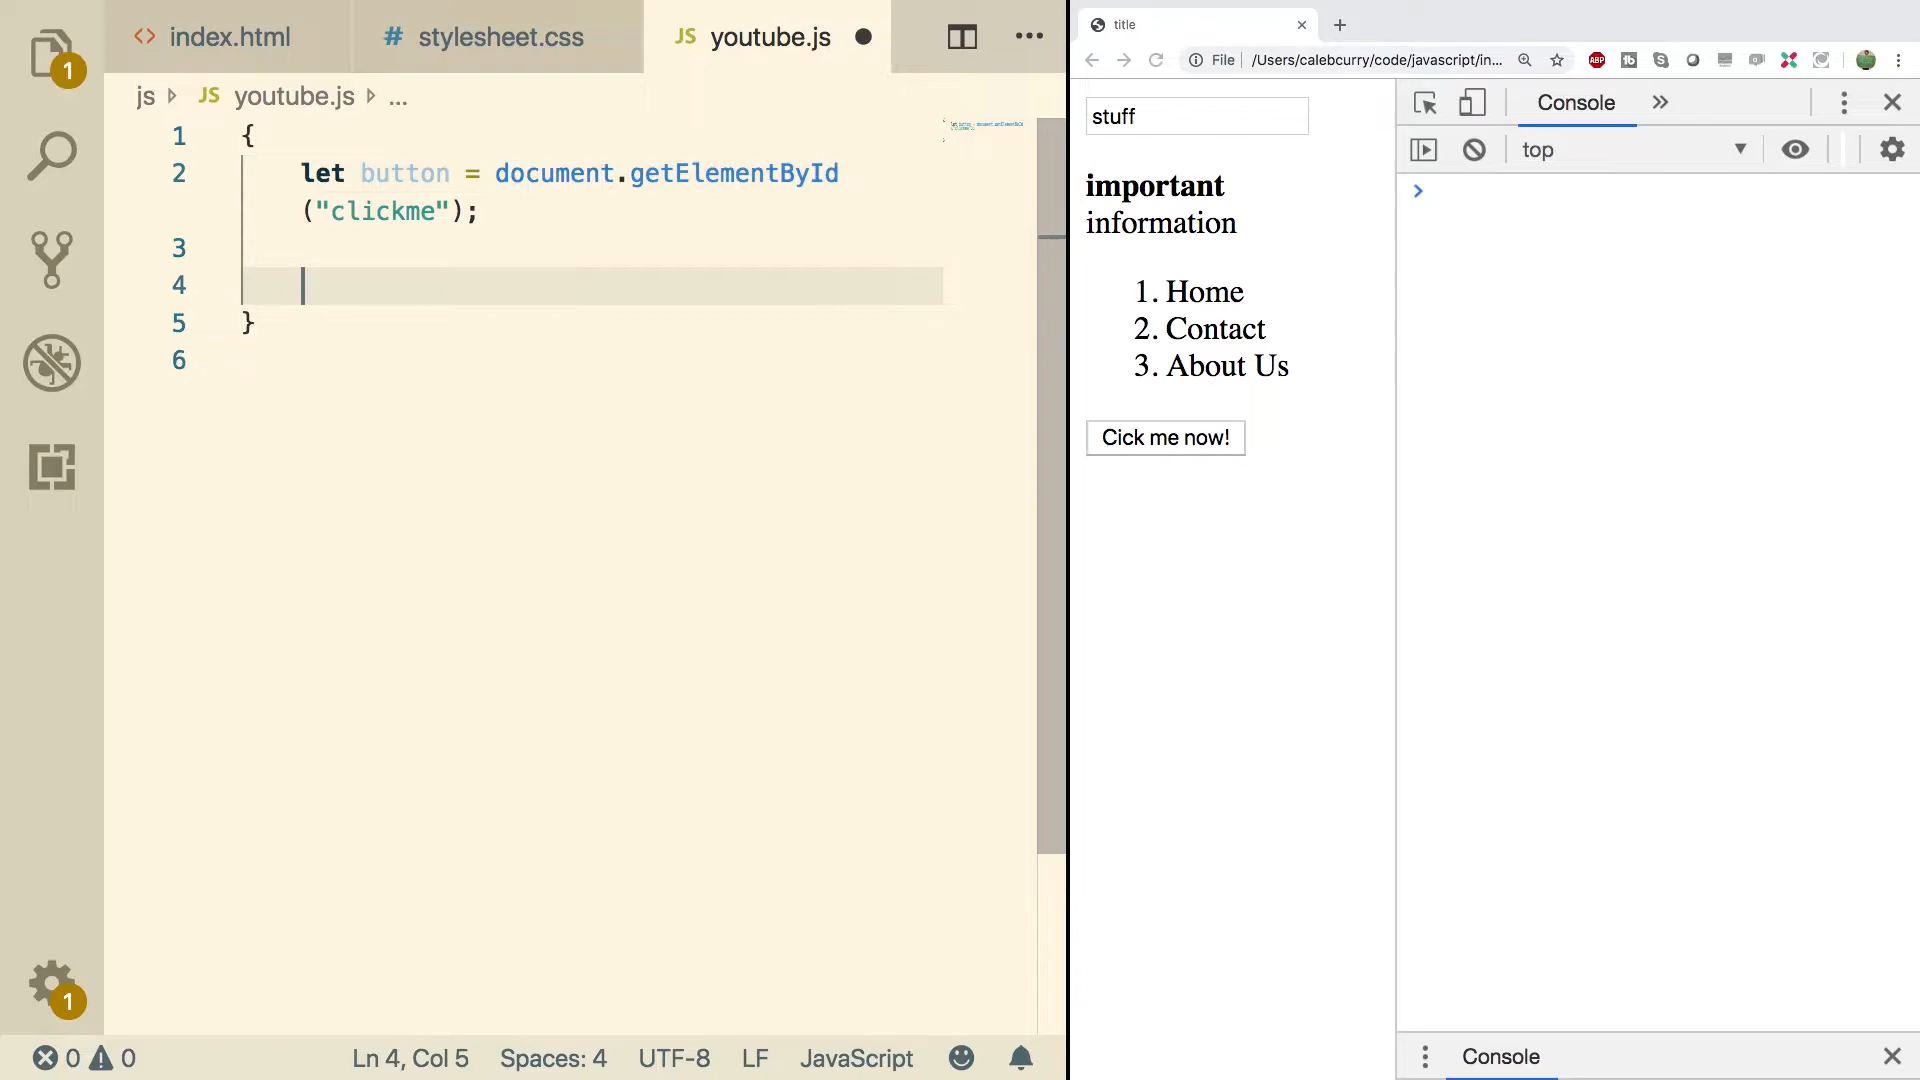 <> index.html
# stylesheet.css
JS youtube.js
js JS youtube.js ...
1 {
2 let button = document.getElementById
("clickme");
3
4
5 }
6
1
1
0 0
Ln 4, Col 5 Spaces: 4 UTF-8 LF JavaScript
title
File /Users/calebcurry/code/javascript/in...
ABP
stuff
important
information
1. Home
2. Contact
3. About Us
Cick me now!
Console
top
Console